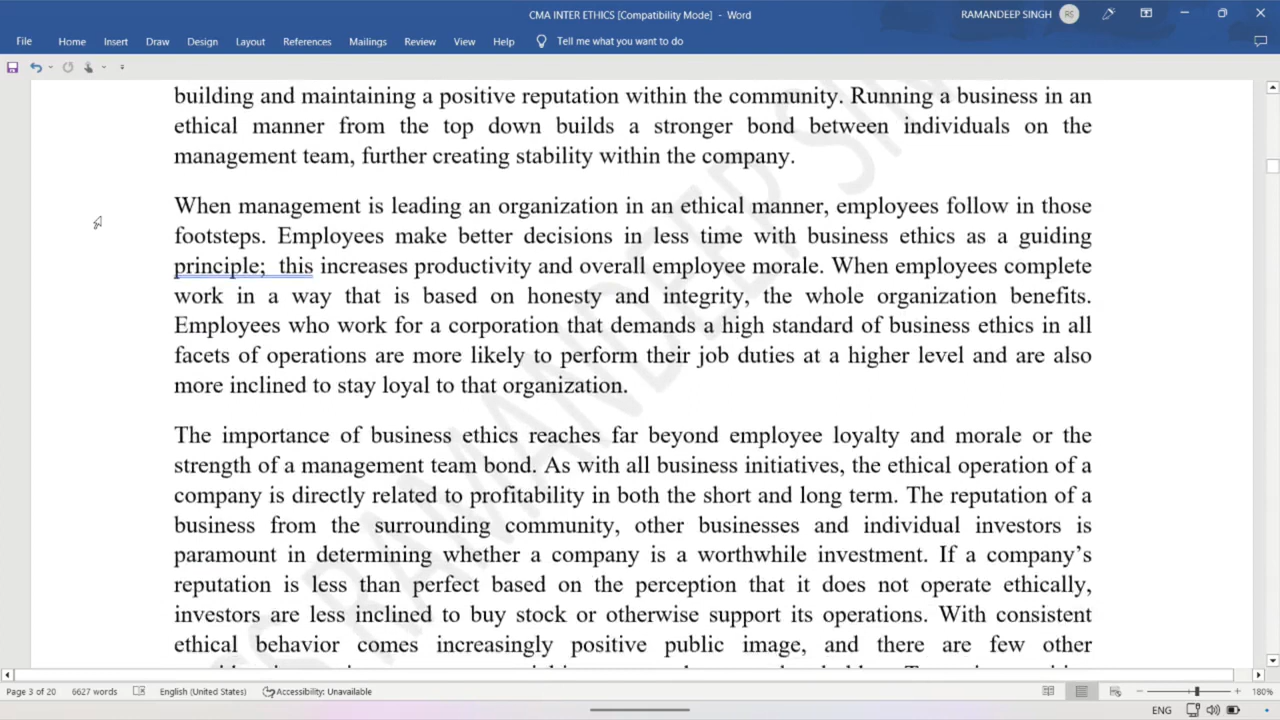 CMA INTER ETHICS [Compatibility Mode] - Word
RAMANDEEP SINGH
RS
File Home Insert Draw Design Layout References Mailings Review View Help Tell me what you want to do
building and maintaining a positive reputation within the community. Running a business in an
ethical manner from the top down builds a stronger bond between individuals on the
management team, further creating stability within the company.
When management is leading an organization in an ethical manner, employees follow in those
footsteps. Employees make better decisions in less time with business ethics as a guiding
principle; this increases productivity and overall employee morale. When employees complete
work in a way that is based on honesty and integrity, the whole organization benefits.
Employees who work for a corporation that demands a high standard of business ethics in all
facets of operations are more likely to perform their job duties at a higher level and are also
more inclined to stay loyal to that organization.
The importance of business ethics reaches far beyond employee loyalty and morale or the
strength of a management team bond. As with all business initiatives, the ethical operation of a
company is directly related to profitability in both the short and long term. The reputation of a
business from the surrounding community, other businesses and individual investors is
paramount in determining whether a company is a worthwhile investment. If a company’s
reputation is less than perfect based on the perception that it does not operate ethically,
investors are less inclined to buy stock or otherwise support its operations. With consistent
ethical behavior comes increasingly positive public image, and there are few other
RAMANDEEP SIN
Page 3 of 20 6627 words English (United States) Accessibility: Unavailable 180%
ENG